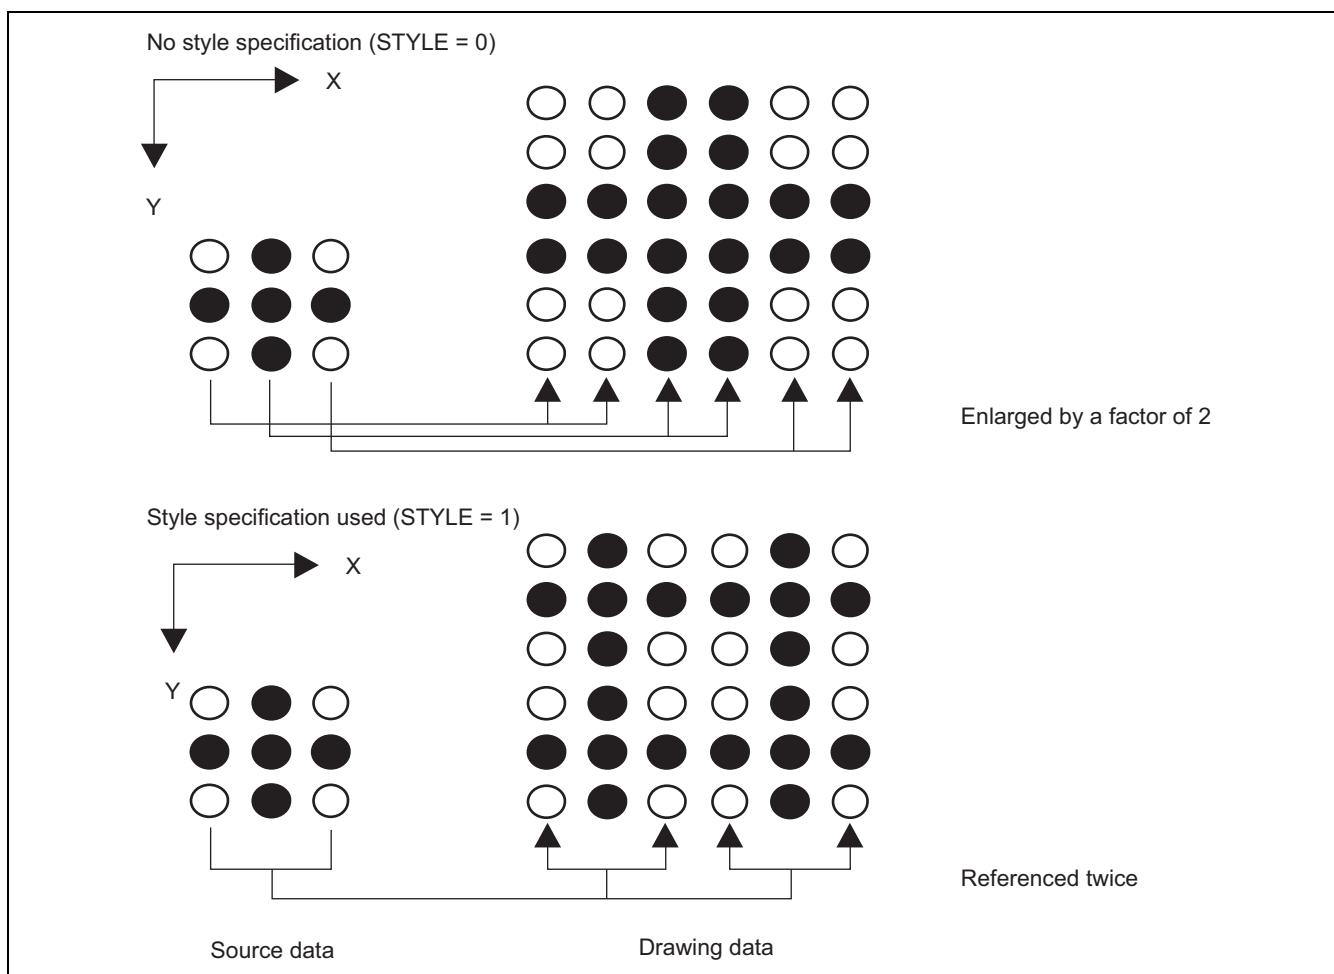 No style specification (STYLE = 0)
X
Y
Enlarged by a factor of 2
Style specification used (STYLE = 1)
X
Y
Referenced twice
Source data
Drawing data